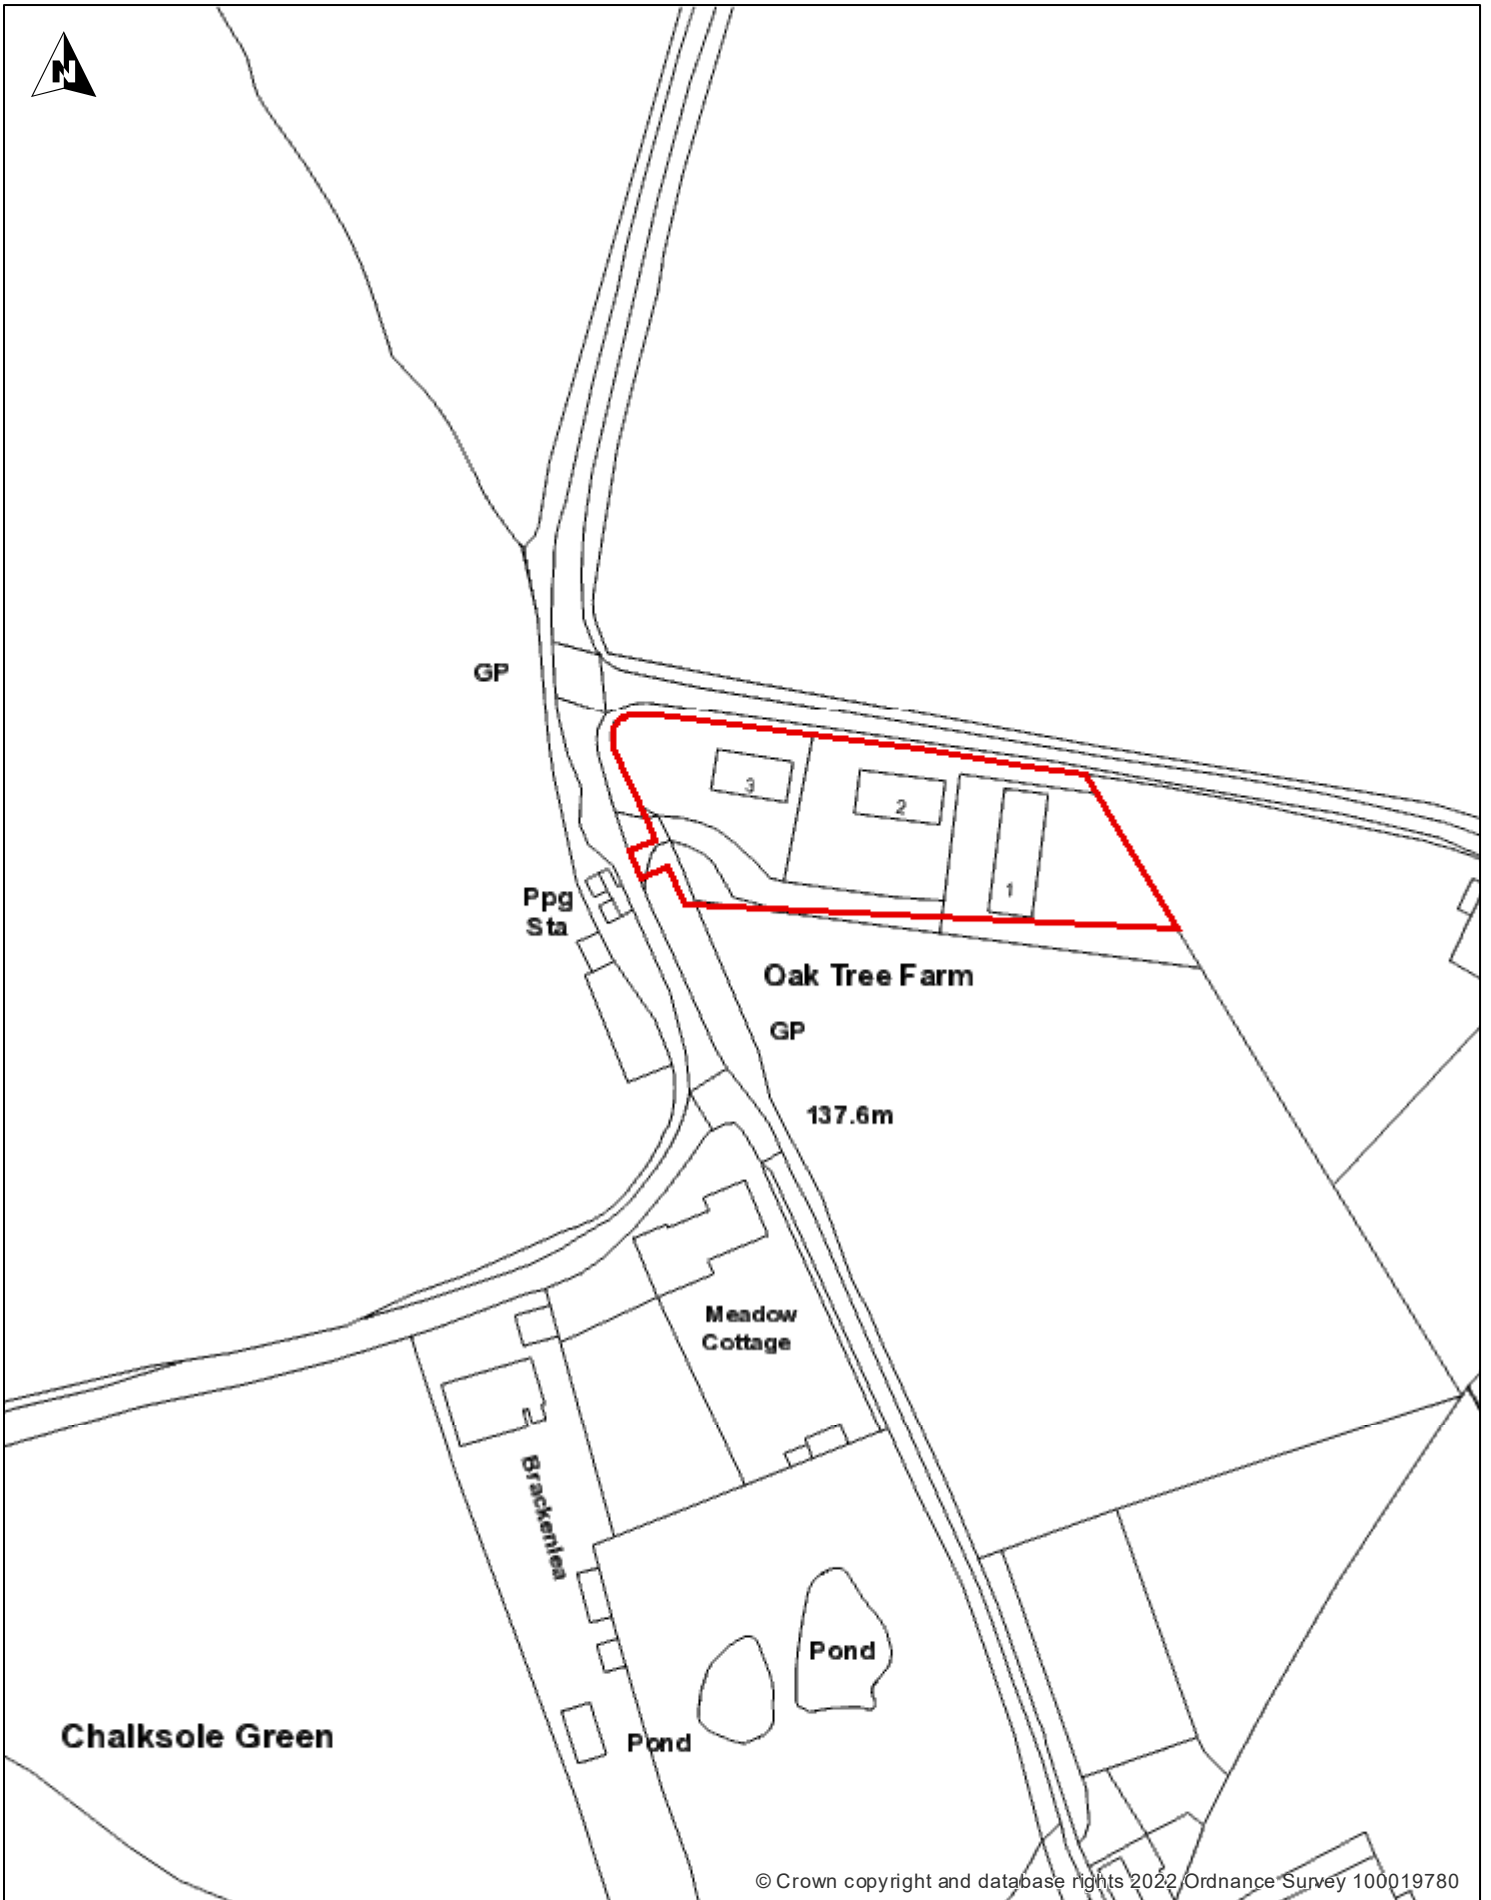 N
GP
3
2
1
Ppg
Sta
Oak Tree Farm
GP
137.6m
Meadow
Cottage
Brackenlea
Pond
Pond
Chalksole Green
© Crown copyright and database rights 2022 Ordnance Survey 100019780